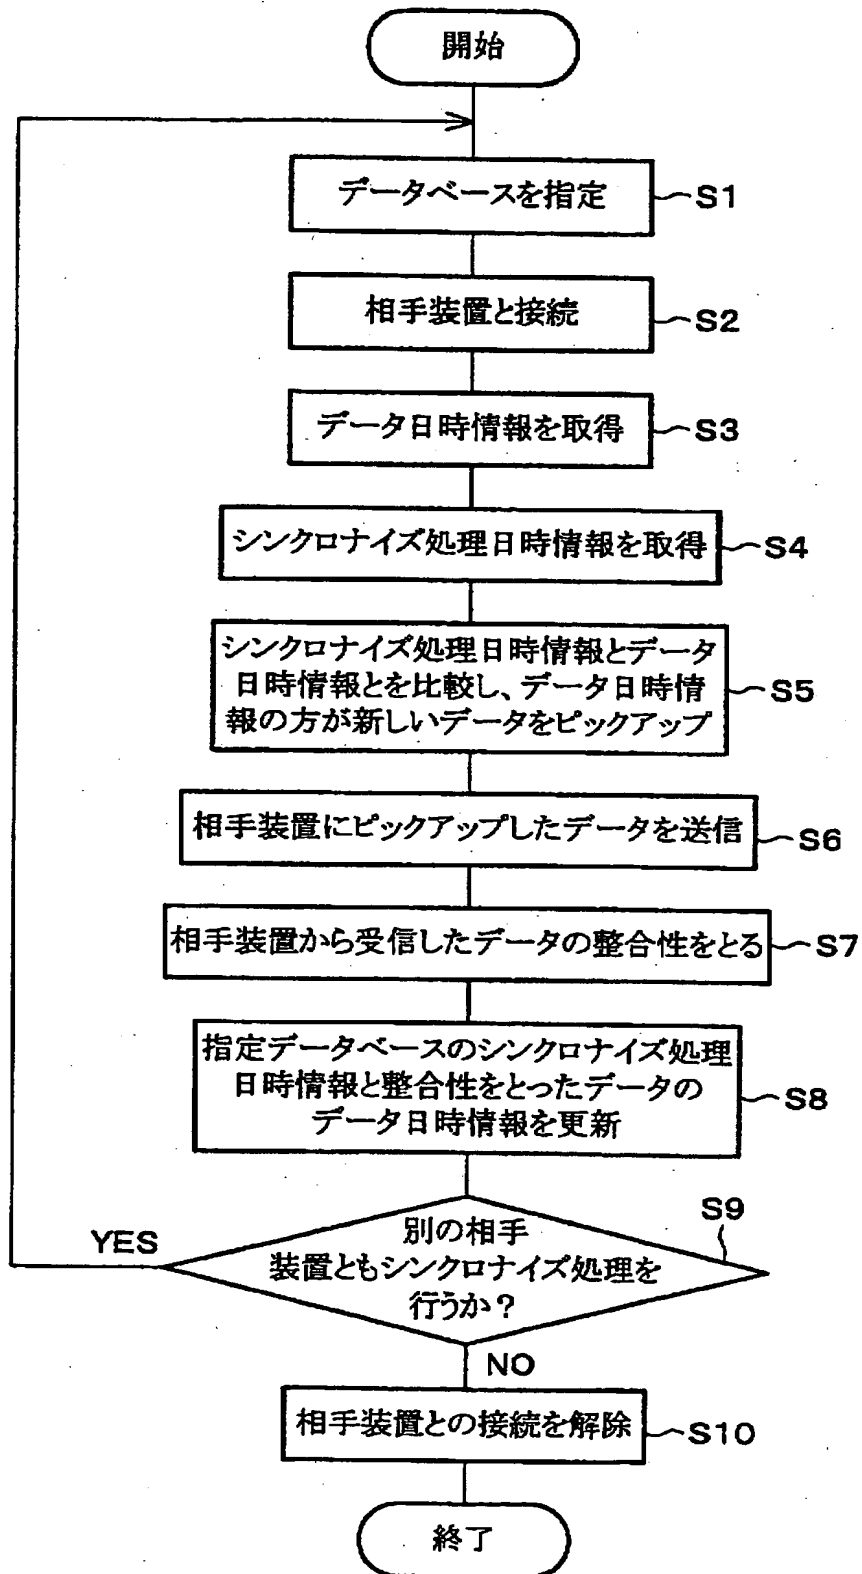 開始
データベースを指定
S1
相手装置と接続
S2
データ日時情報を取得
S3
シンクロナイズ処理日時情報を取得
S4
シンクロナイズ処理日時情報とデータ
日時情報とを比較し、データ日時情
報の方が新しいデータをピックアップ
S5
相手装置にピックアップしたデータを送信
S6
相手装置から受信したデータの整合性をとる
S7
指定データベースのシンクロナイズ処理
日時情報と整合性をとったデータの
データ日時情報を更新
S8
S9
別の相手
装置ともシンクロナイズ処理を
行うか？
YES
NO
相手装置との接続を解除
S10
終了